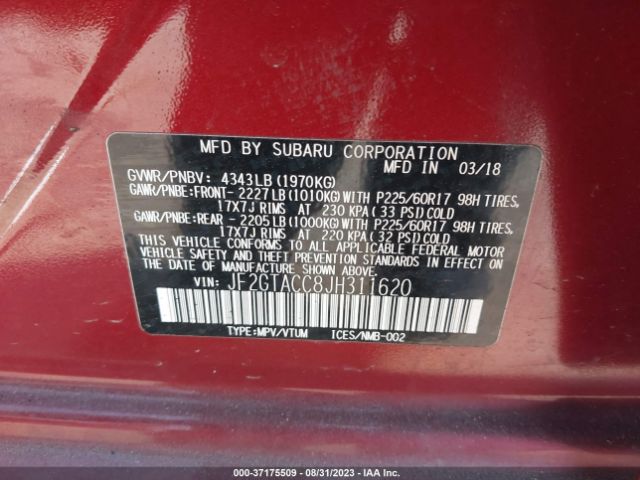 MFD BY SUBARU CORPORATION
MFD IN 03/18
GVWR/PNBV: 4343LB (1970KG)
GAWR/PNBE:FRONT- 2227LB (1010KG) WITH P225/60R17 98H TIRES,
17X7J RIMS AT 230 KPA ( 33 PSI) COLD
GAWR/PNBE:REAR - 2205LB (1000KG) WITH P225/60R17 98H TIRES,
17X7J RIMS AT 220 KPA ( 32 PSI) COLD
THIS VEHICLE CONFORMS TO ALL APPLICABLE FEDERAL MOTOR
VEHICLE SAFETY, BUMPER, AND THEFT PREVENTION STANDARDS
IN EFFECT ON THE DATE OF MANUFACTURE SHOWN ABOVE.
VIN: JF2GTACC8JH311620
TYPE:MPV/VTUM ICES/NMB-002
000-37175509 - 08/31/2023 - IAA, Inc.